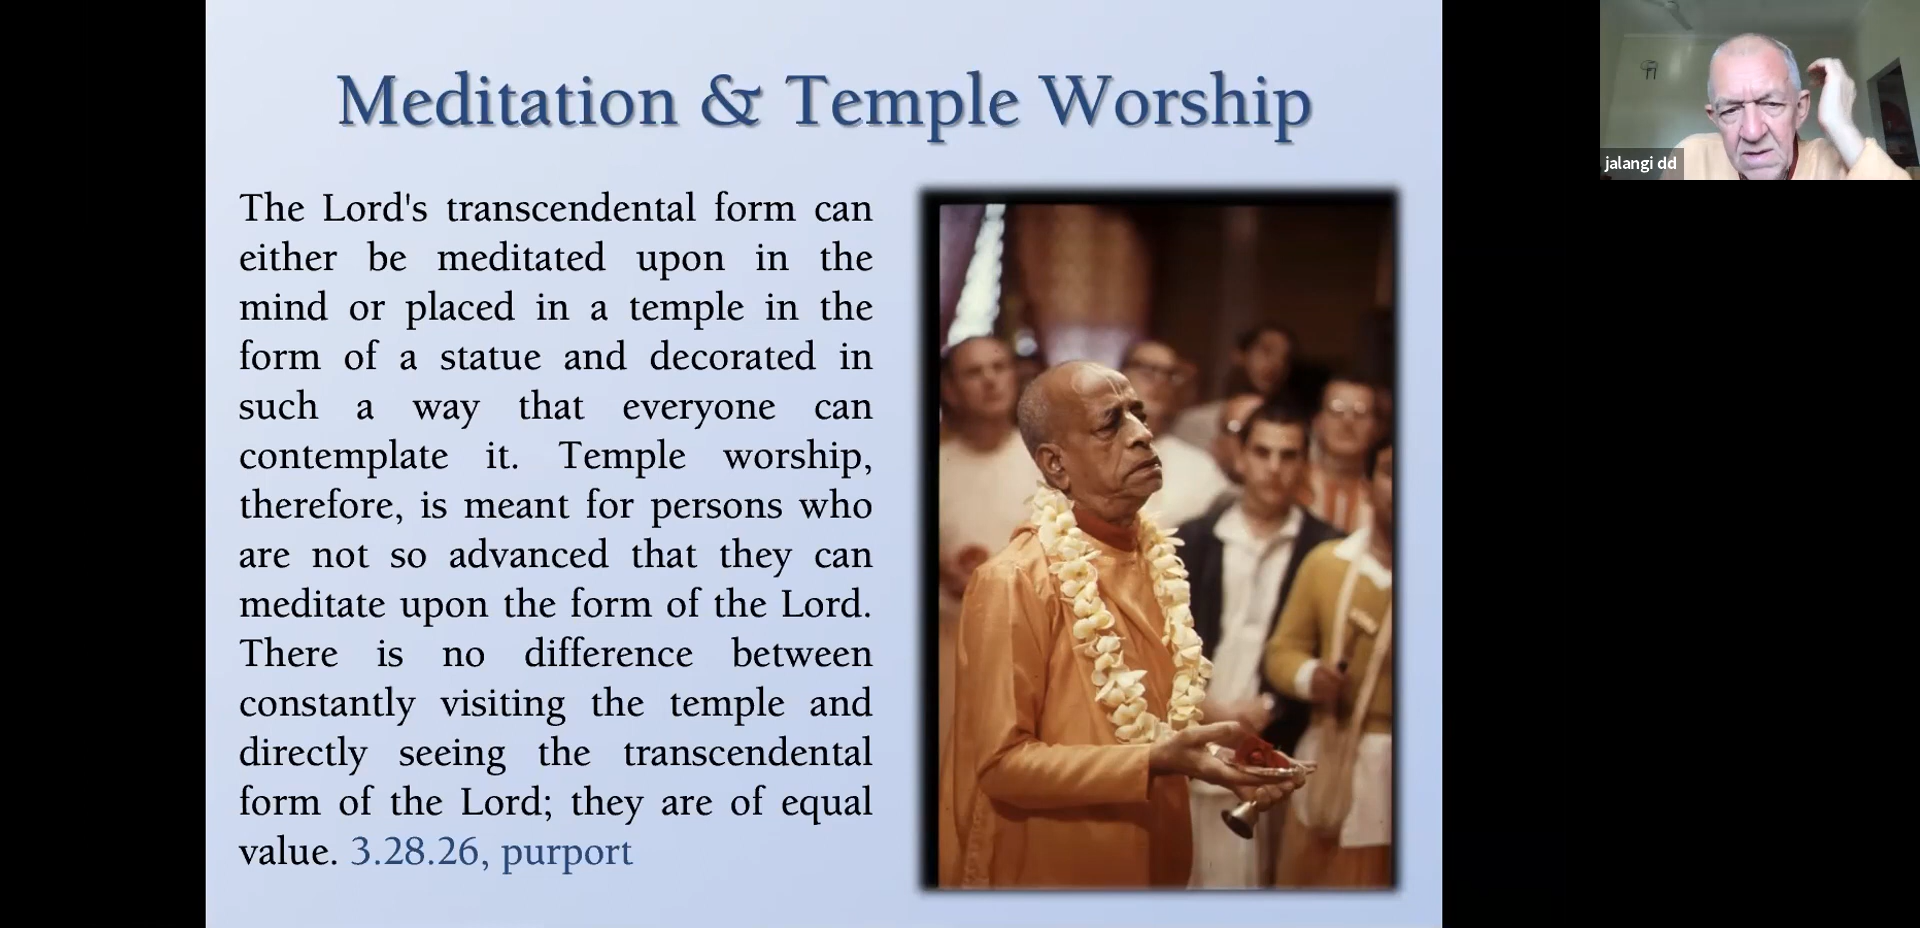 Meditation & Temple Worship
The Lord's transcendental form can
either be meditated upon in the
mind or placed in a temple in the
form of a statue and decorated in
such a way that everyone can
contemplate it. Temple worship,
therefore, is meant for persons who
are not so advanced that they can
meditate upon the form of the Lord.
There is no difference between
constantly visiting the temple and
directly seeing the transcendental
form of the Lord; they are of equal
value. 3.28.26, purport
jalangi dd